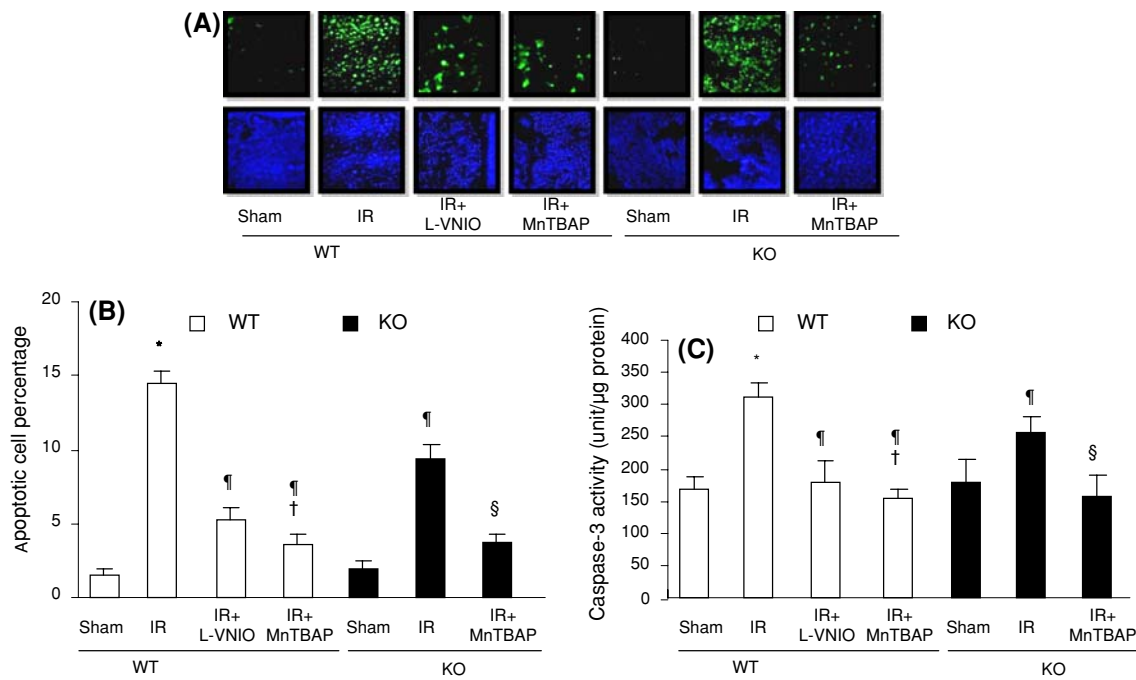 (A)
Sham IR IR+ L-VNIO IR+ MnTBAP Sham IR IR+ MnTBAP
WT KO
(B)
WT KO
Apoptotic cell percentage
20
15
10
5
0
*
¶
¶
†
¶
§
Sham IR IR+ L-VNIO IR+ MnTBAP Sham IR IR+ MnTBAP
WT KO
(C)
WT KO
Caspase-3 activity (unit/µg protein)
400
350
300
250
200
150
100
50
0
*
¶
¶
†
¶
§
Sham IR IR+ L-VNIO IR+ MnTBAP Sham IR IR+ MnTBAP
WT KO